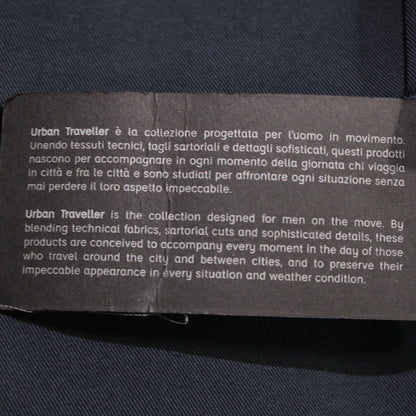 Urban Traveller è la collezione progettata per l'uomo in movimento.
Unendo tessuti tecnici, tagli sartoriali e dettagli sofisticati, questi prodotti
nascono per accompagnare in ogni momento della giornata chi viaggia
in città e fra le città e sono studiati per affrontare ogni situazione senza
mai perdere il loro aspetto impeccabile.
Urban Traveller is the collection designed for men on the move. By
blending technical fabrics, sartorial cuts and sophisticated details, these
products are conceived to accompany every moment in the day of those
who travel around the city and between cities, and to preserve their
impeccable appearance in every situation and weather condition.